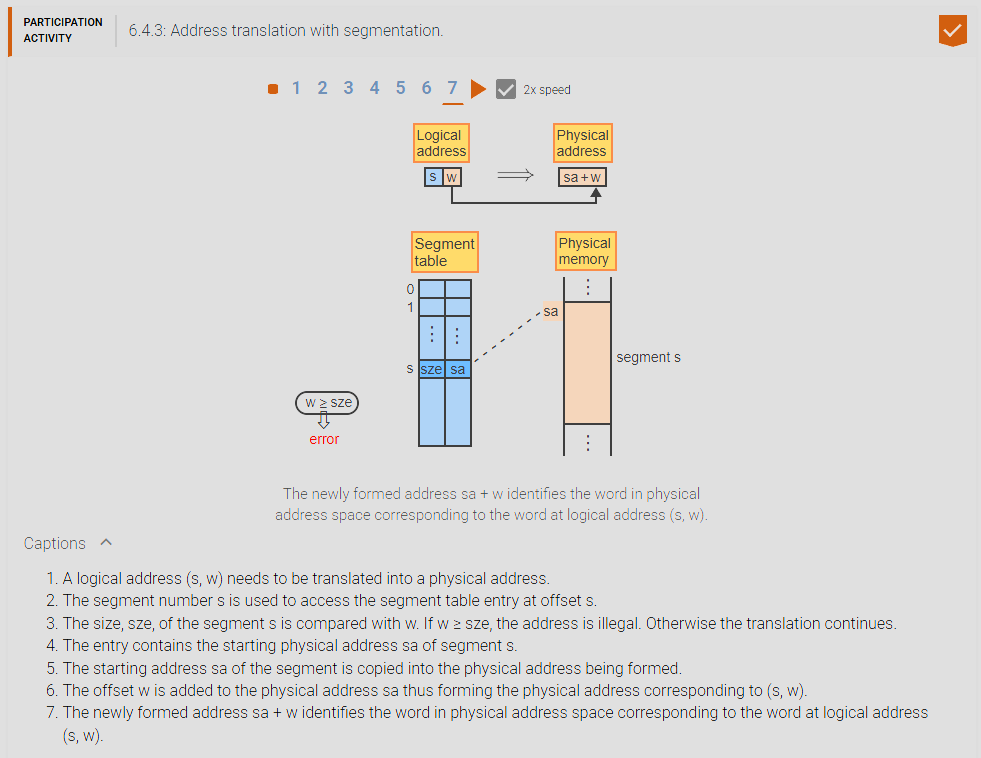 PARTICIPATION
ACTIVITY
6.4.3: Address translation with segmentation.
1 2 3 4 5 6 7 2x speed
Logical
address
Physical
address
s w
sa + w
Segment
table
Physical
memory
0
1
⋮ ⋮
⋮
sa
segment s
s sze sa
w ≥ sze
error
⋮
The newly formed address sa + w identifies the word in physical
address space corresponding to the word at logical address (s, w).
Captions
1. A logical address (s, w) needs to be translated into a physical address.
2. The segment number s is used to access the segment table entry at offset s.
3. The size, sze, of the segment s is compared with w. If w ≥ sze, the address is illegal. Otherwise the translation continues.
4. The entry contains the starting physical address sa of segment s.
5. The starting address sa of the segment is copied into the physical address being formed.
6. The offset w is added to the physical address sa thus forming the physical address corresponding to (s, w).
7. The newly formed address sa + w identifies the word in physical address space corresponding to the word at logical address
(s, w).